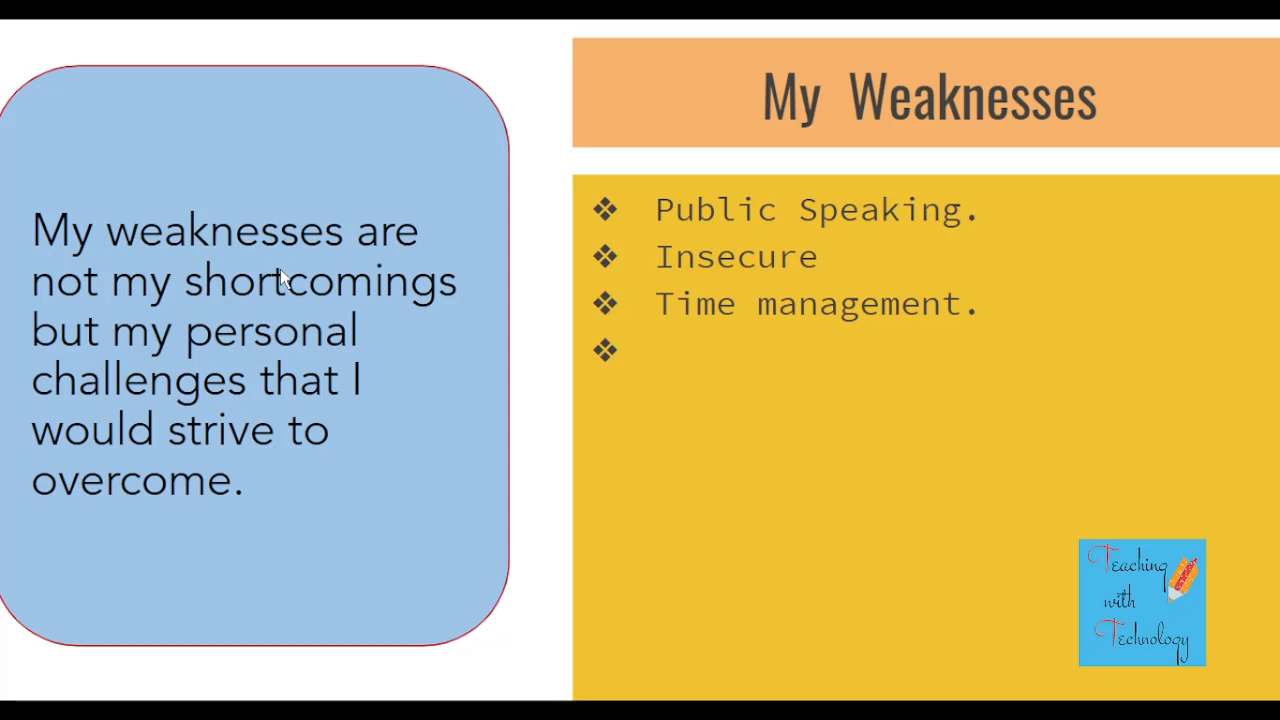 My weaknesses are
not my shortcomings
but my personal
challenges that I
would strive to
overcome.
My Weaknesses
❖ Public Speaking.
❖ Insecure
❖ Time management.
❖
Teaching
with
Technology